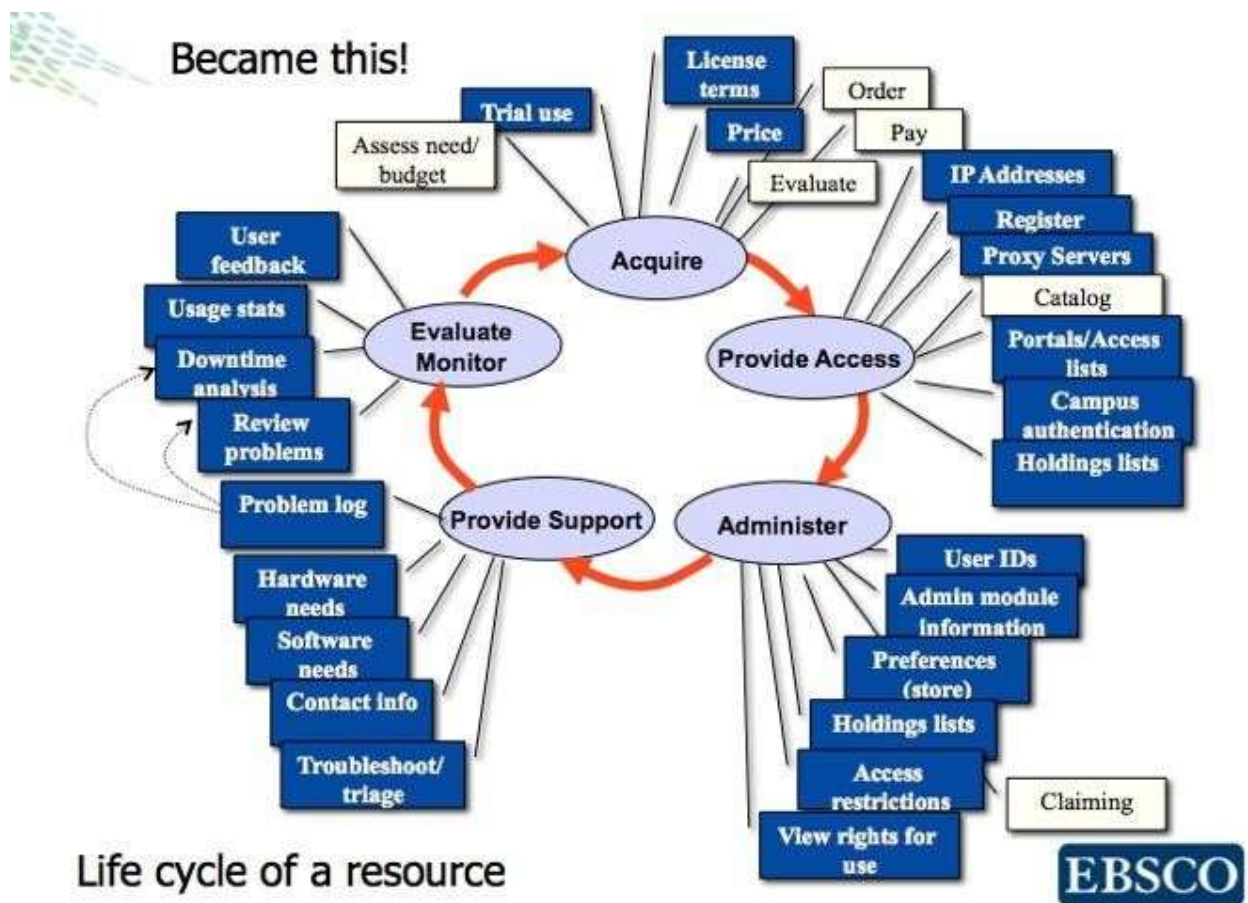 Became this!
License
terms
Order
Trial use
Price
Pay
Assess need/
budget
Evaluate
IP Addresses
Register
Proxy Servers
Catalog
Portals/Access
lists
Campus
authentication
Holdings lists
Acquire
Provide Access
Administer
Provide Support
Evaluate
Monitor
User
feedback
Usage stats
Downtime
analysis
Review
problems
Problem log
Hardware
needs
Software
needs
Contact info
Troubleshoot/
triage
User IDs
Admin module
information
Preferences
(store)
Holdings lists
Access
restrictions
Claiming
View rights for
use
Life cycle of a resource
EBSCO